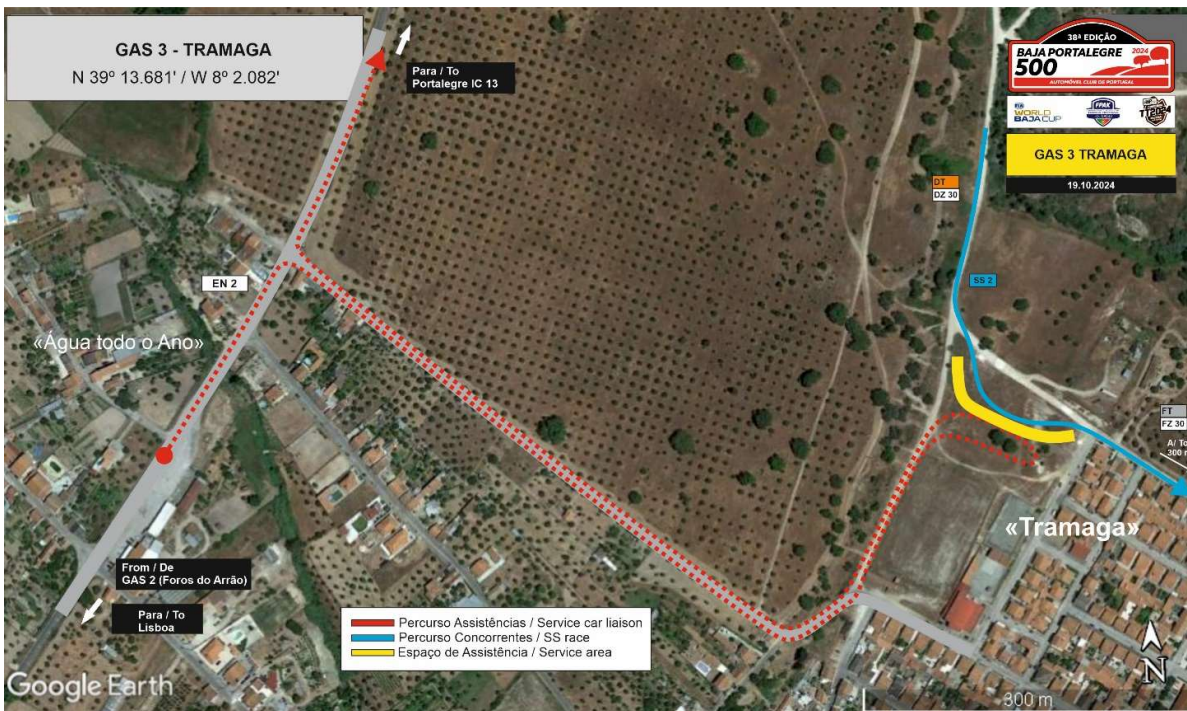 GAS 3 - TRAMAGA
N 39º 13.681' / W 8º 2.082'
Para / To
Portalegre IC 13
38ª EDIÇÃO
BAJA PORTALEGRE 2024
500
AUTOMÓVEL CLUB DE PORTUGAL
FIA
WORLD
BAJA CUP
FPAK
GAS 3 TRAMAGA
19.10.2024
DT
DZ 30
EN 2
SS 2
«Água todo o Ano»
FT
FZ 30
300 m
«Tramaga»
From / De
GAS 2 (Foros do Arrão)
Para / To
Lisboa
Percurso Assistências / Service car liaison
Percurso Concorrentes / SS race
Espaço de Assistência / Service area
N
Google Earth
300 m